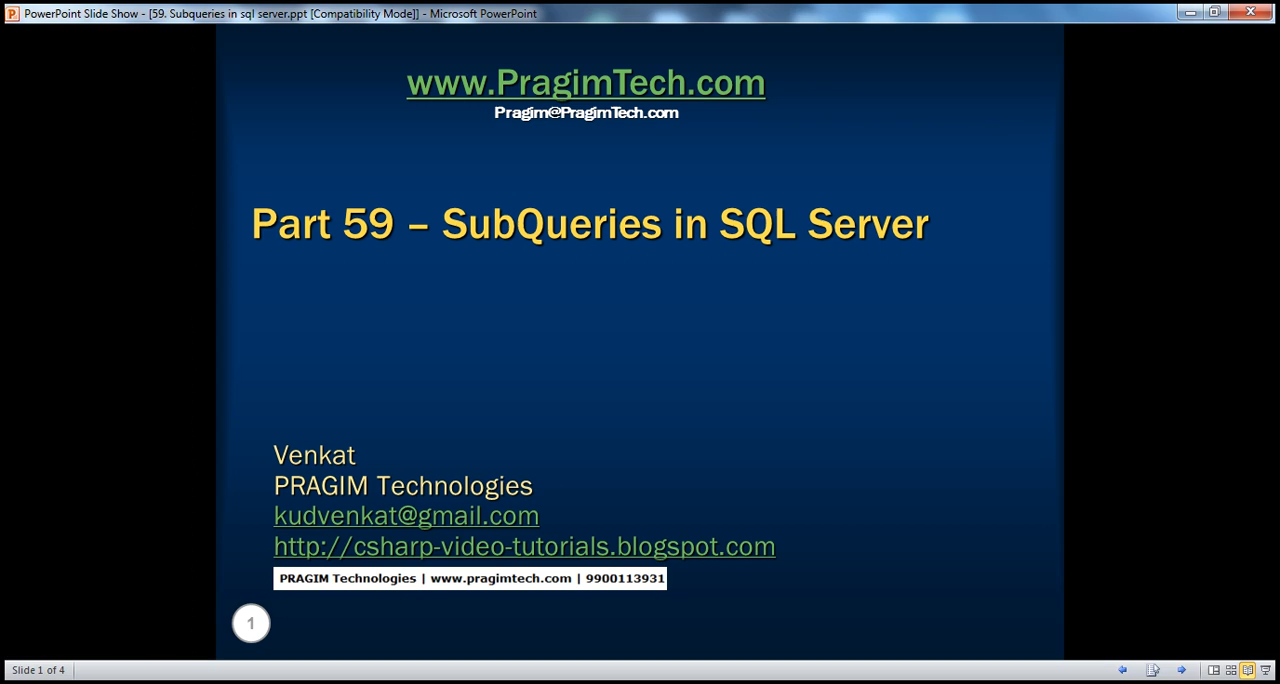 PowerPoint Slide Show - [59. Subqueries in sql server.ppt [Compatibility Mode]] - Microsoft PowerPoint
www.PragimTech.com
Pragim@PragimTech.com
Part 59 – SubQueries in SQL Server
Venkat
PRAGIM Technologies
kudvenkat@gmail.com
http://csharp-video-tutorials.blogspot.com
PRAGIM Technologies | www.pragimtech.com | 9900113931
1
Slide 1 of 4